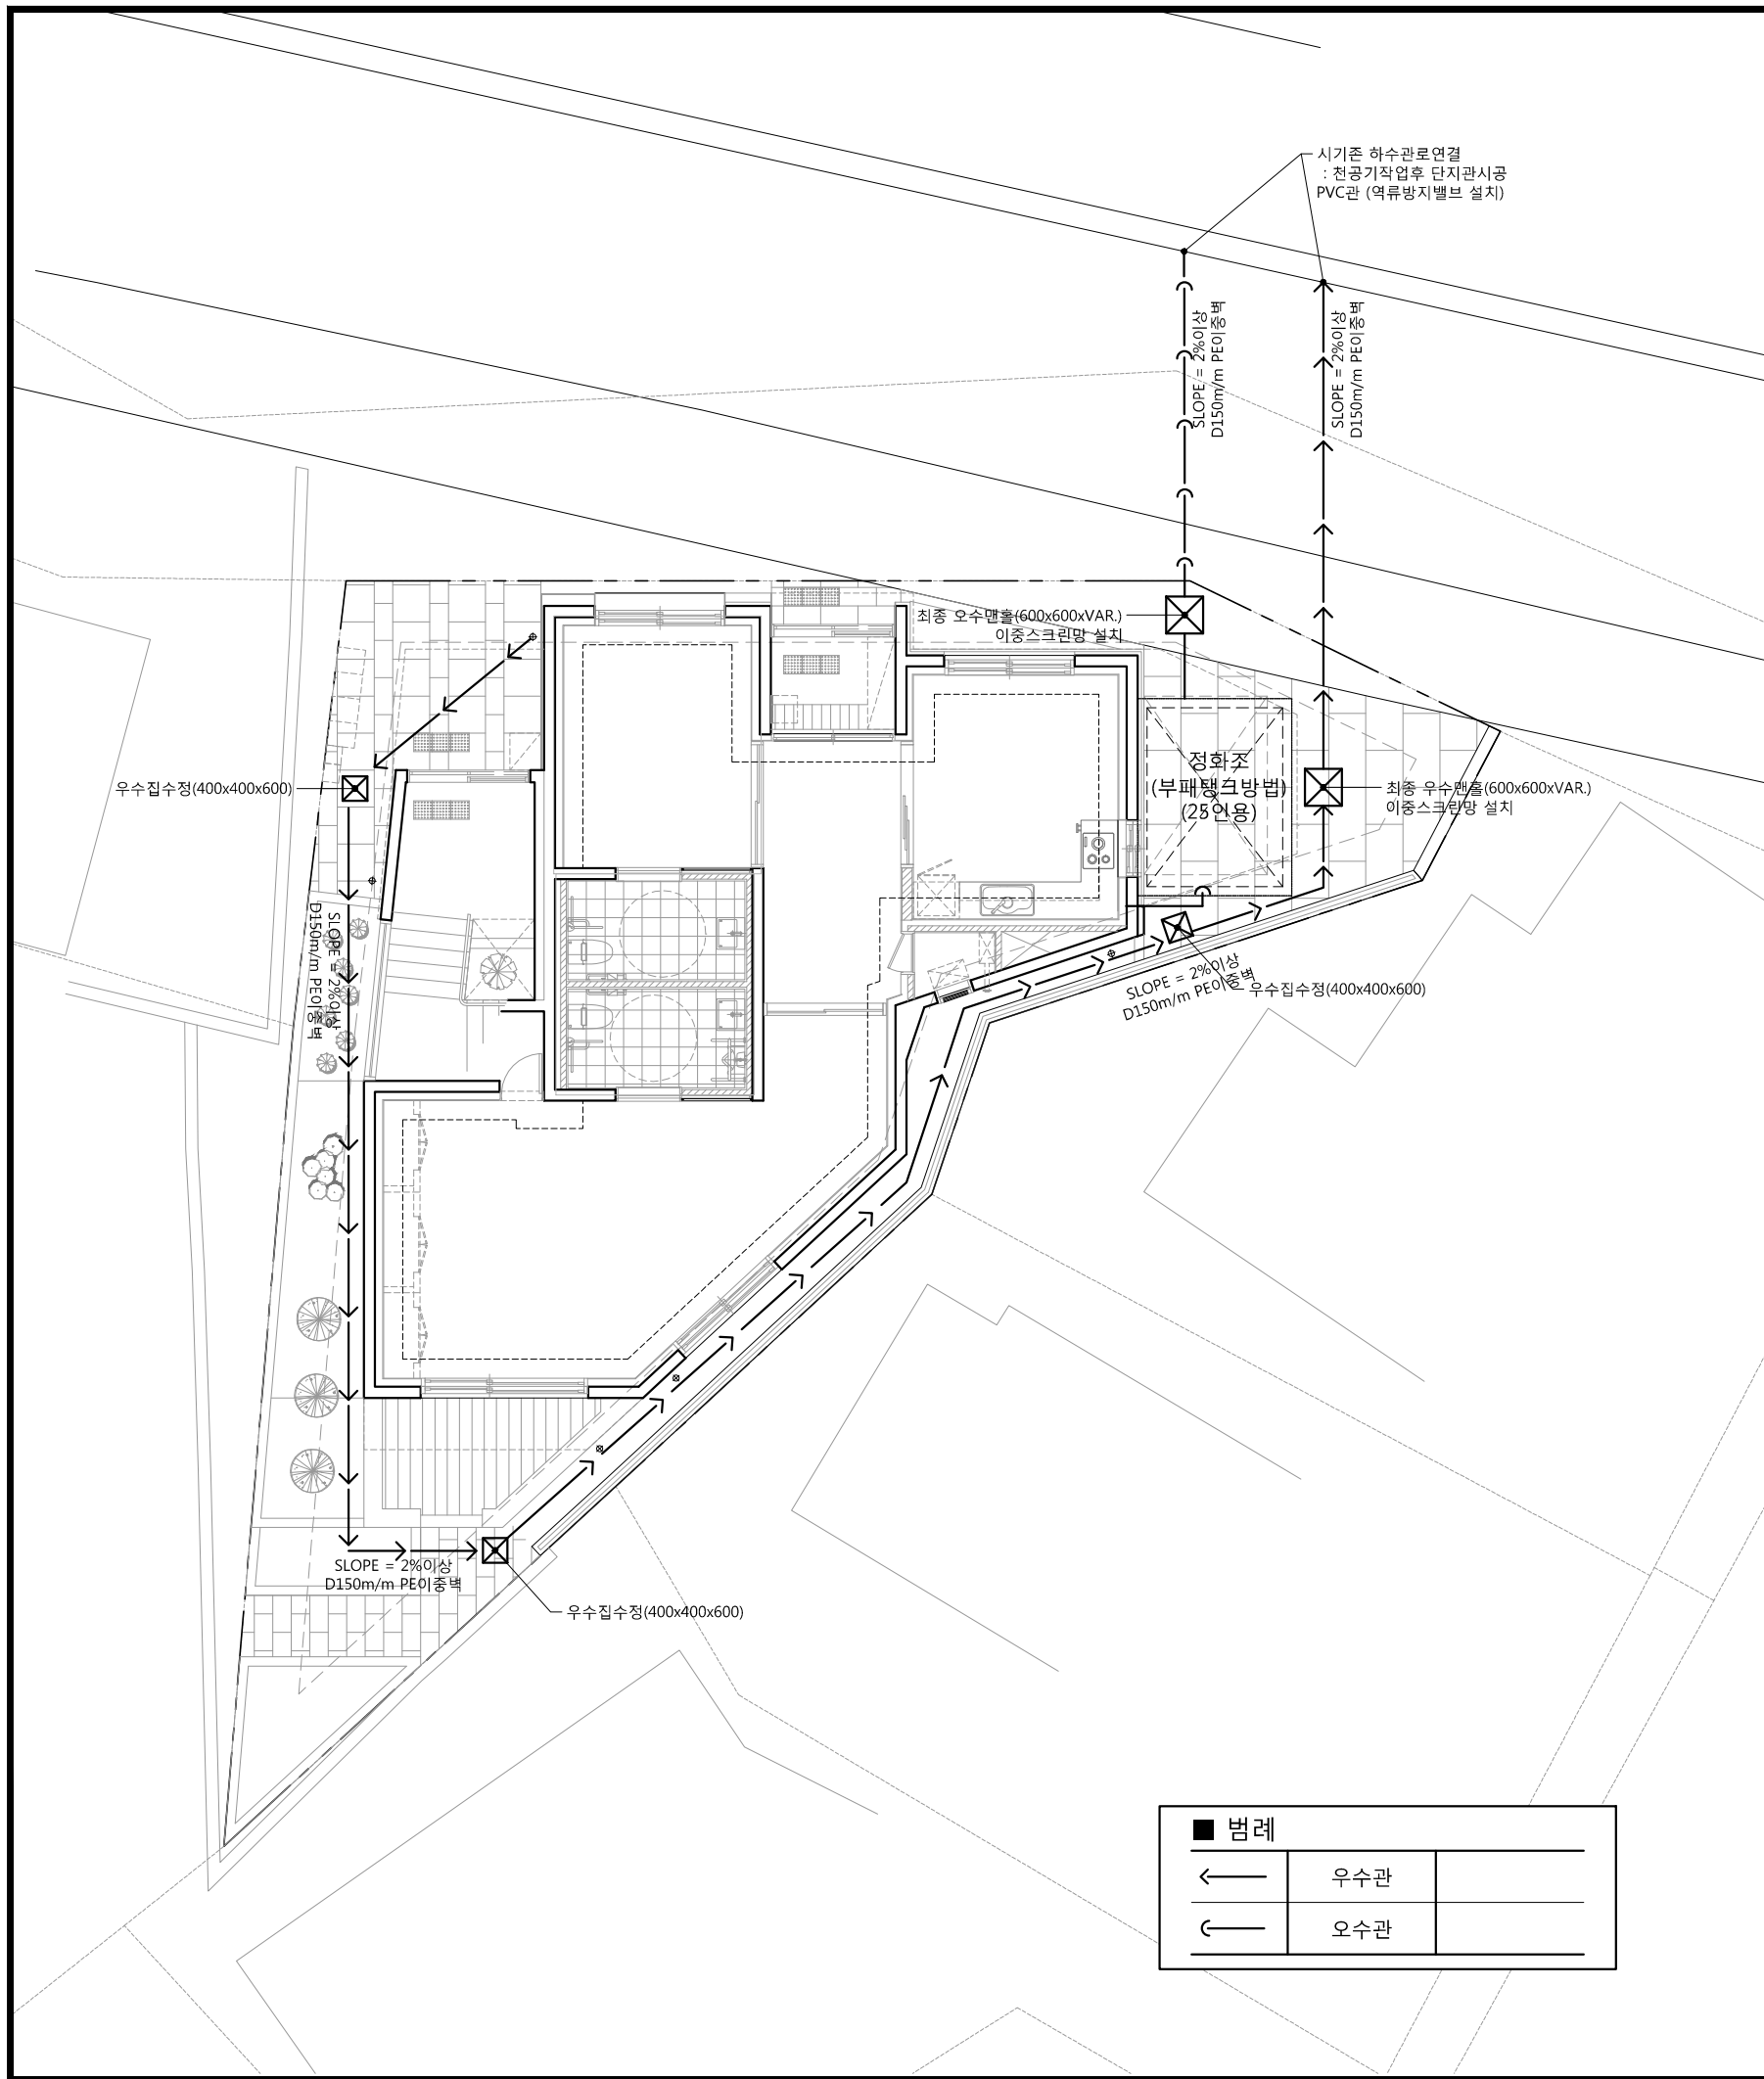 시기존 하수관로연결
: 천공기작업후 단지관시공
PVC관 (역류방지밸브 설치)
SLOPE = 2%이상
D150m/m PE이중벽
SLOPE = 2%이상
D150m/m PE이중벽
최종 오수맨홀(600x600xVAR.)
이중스크린망 설치
정화조
(부패탱크방법)
(25인용)
우수집수정(400x400x600)
최종 우수맨홀(600x600xVAR.)
이중스크린망 설치
SLOPE = 2%이상
D150m/m PE이중벽
SLOPE = 2%이상
D150m/m PE이중벽
우수집수정(400x400x600)
SLOPE = 2%이상
D150m/m PE이중벽
우수집수정(400x400x600)
■ 범례
우수관
오수관